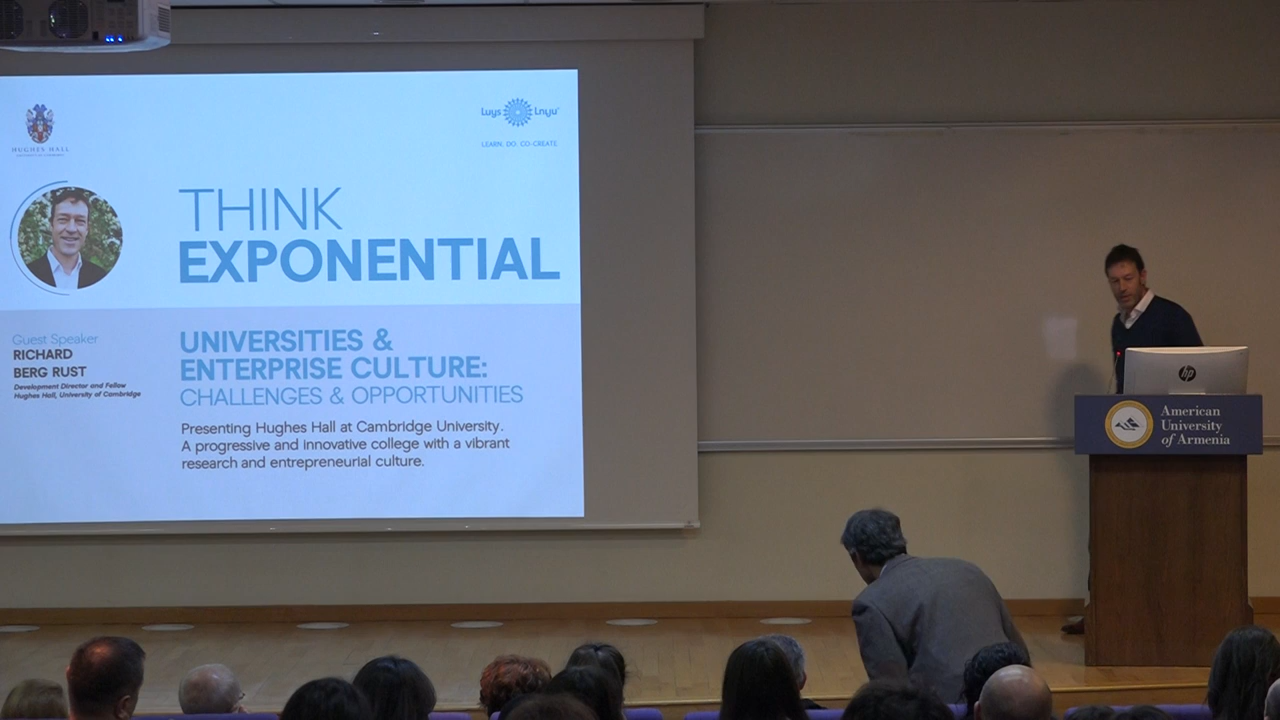 HUGHES HALL
Luys Լույս
LEARN. DO. CO-CREATE.
THINK
EXPONENTIAL
Guest Speaker
RICHARD
BERG RUST
Development Director and Fellow
Hughes Hall, University of Cambridge
UNIVERSITIES &
ENTERPRISE CULTURE:
CHALLENGES & OPPORTUNITIES
Presenting Hughes Hall at Cambridge University.
A progressive and innovative college with a vibrant
research and entrepreneurial culture.
hp
American
University
of Armenia